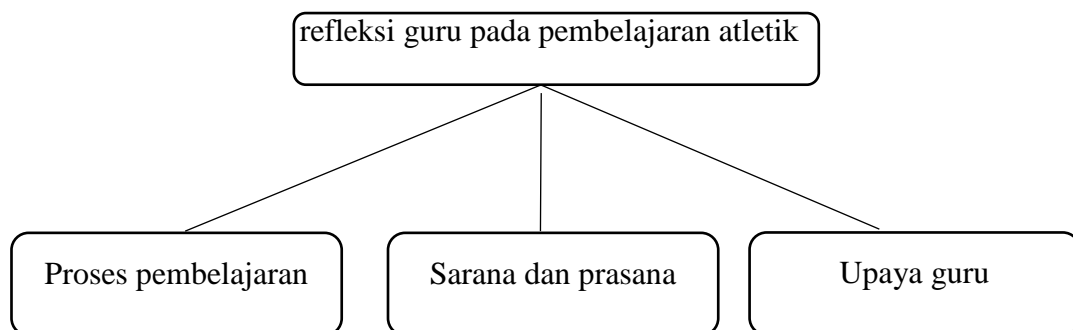 refleksi guru pada pembelajaran atletik
Proses pembelajaran
Sarana dan prasana
Upaya guru